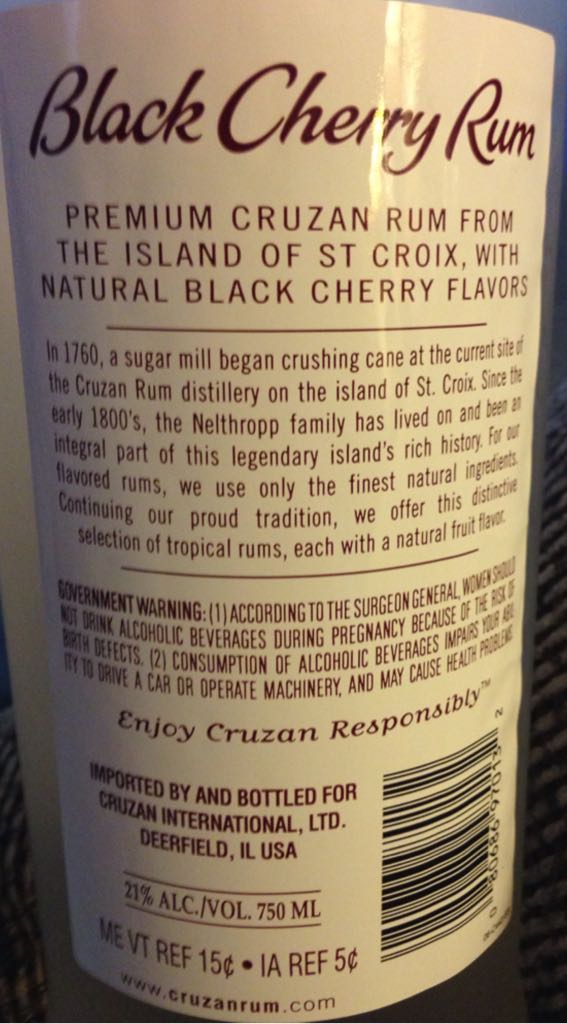 Black Cherry Rum
PREMIUM CRUZAN RUM FROM
THE ISLAND OF ST CROIX, WITH
NATURAL BLACK CHERRY FLAVORS
In 1760, a sugar mill began crushing cane at the current site of
the Cruzan Rum distillery on the island of St. Croix. Since the
early 1800's, the Nelthropp family has lived on and been an
integral part of this legendary island's rich history. For our
flavored rums, we use only the finest natural ingredients.
Continuing our proud tradition, we offer this distinctive
selection of tropical rums, each with a natural fruit flavor.
GOVERNMENT WARNING: (1) ACCORDING TO THE SURGEON GENERAL, WOMEN SHOULD
NOT DRINK ALCOHOLIC BEVERAGES DURING PREGNANCY BECAUSE OF THE RISK OF
BIRTH DEFECTS. (2) CONSUMPTION OF ALCOHOLIC BEVERAGES IMPAIRS YOUR ABIL
ITY TO DRIVE A CAR OR OPERATE MACHINERY, AND MAY CAUSE HEALTH PROBLEMS.
Enjoy Cruzan Responsibly™
IMPORTED BY AND BOTTLED FOR
CRUZAN INTERNATIONAL, LTD.
DEERFIELD, IL USA
21% ALC./VOL. 750 ML
ME VT REF 15¢ • IA REF 5¢
www.cruzanrum.com
0 80686 97013 2